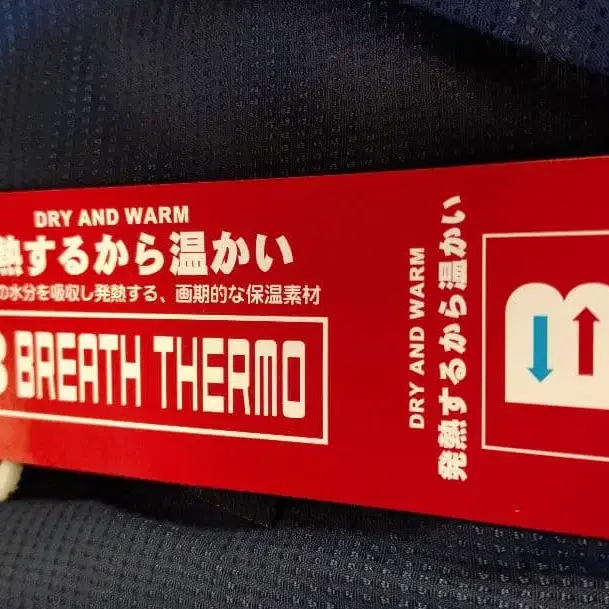 DRY AND WARM
熱するから温かい
の水分を吸収し発熱する、画期的な保温素材
B BREATH THERMO
DRY AND WARM
発熱するから温かい
B